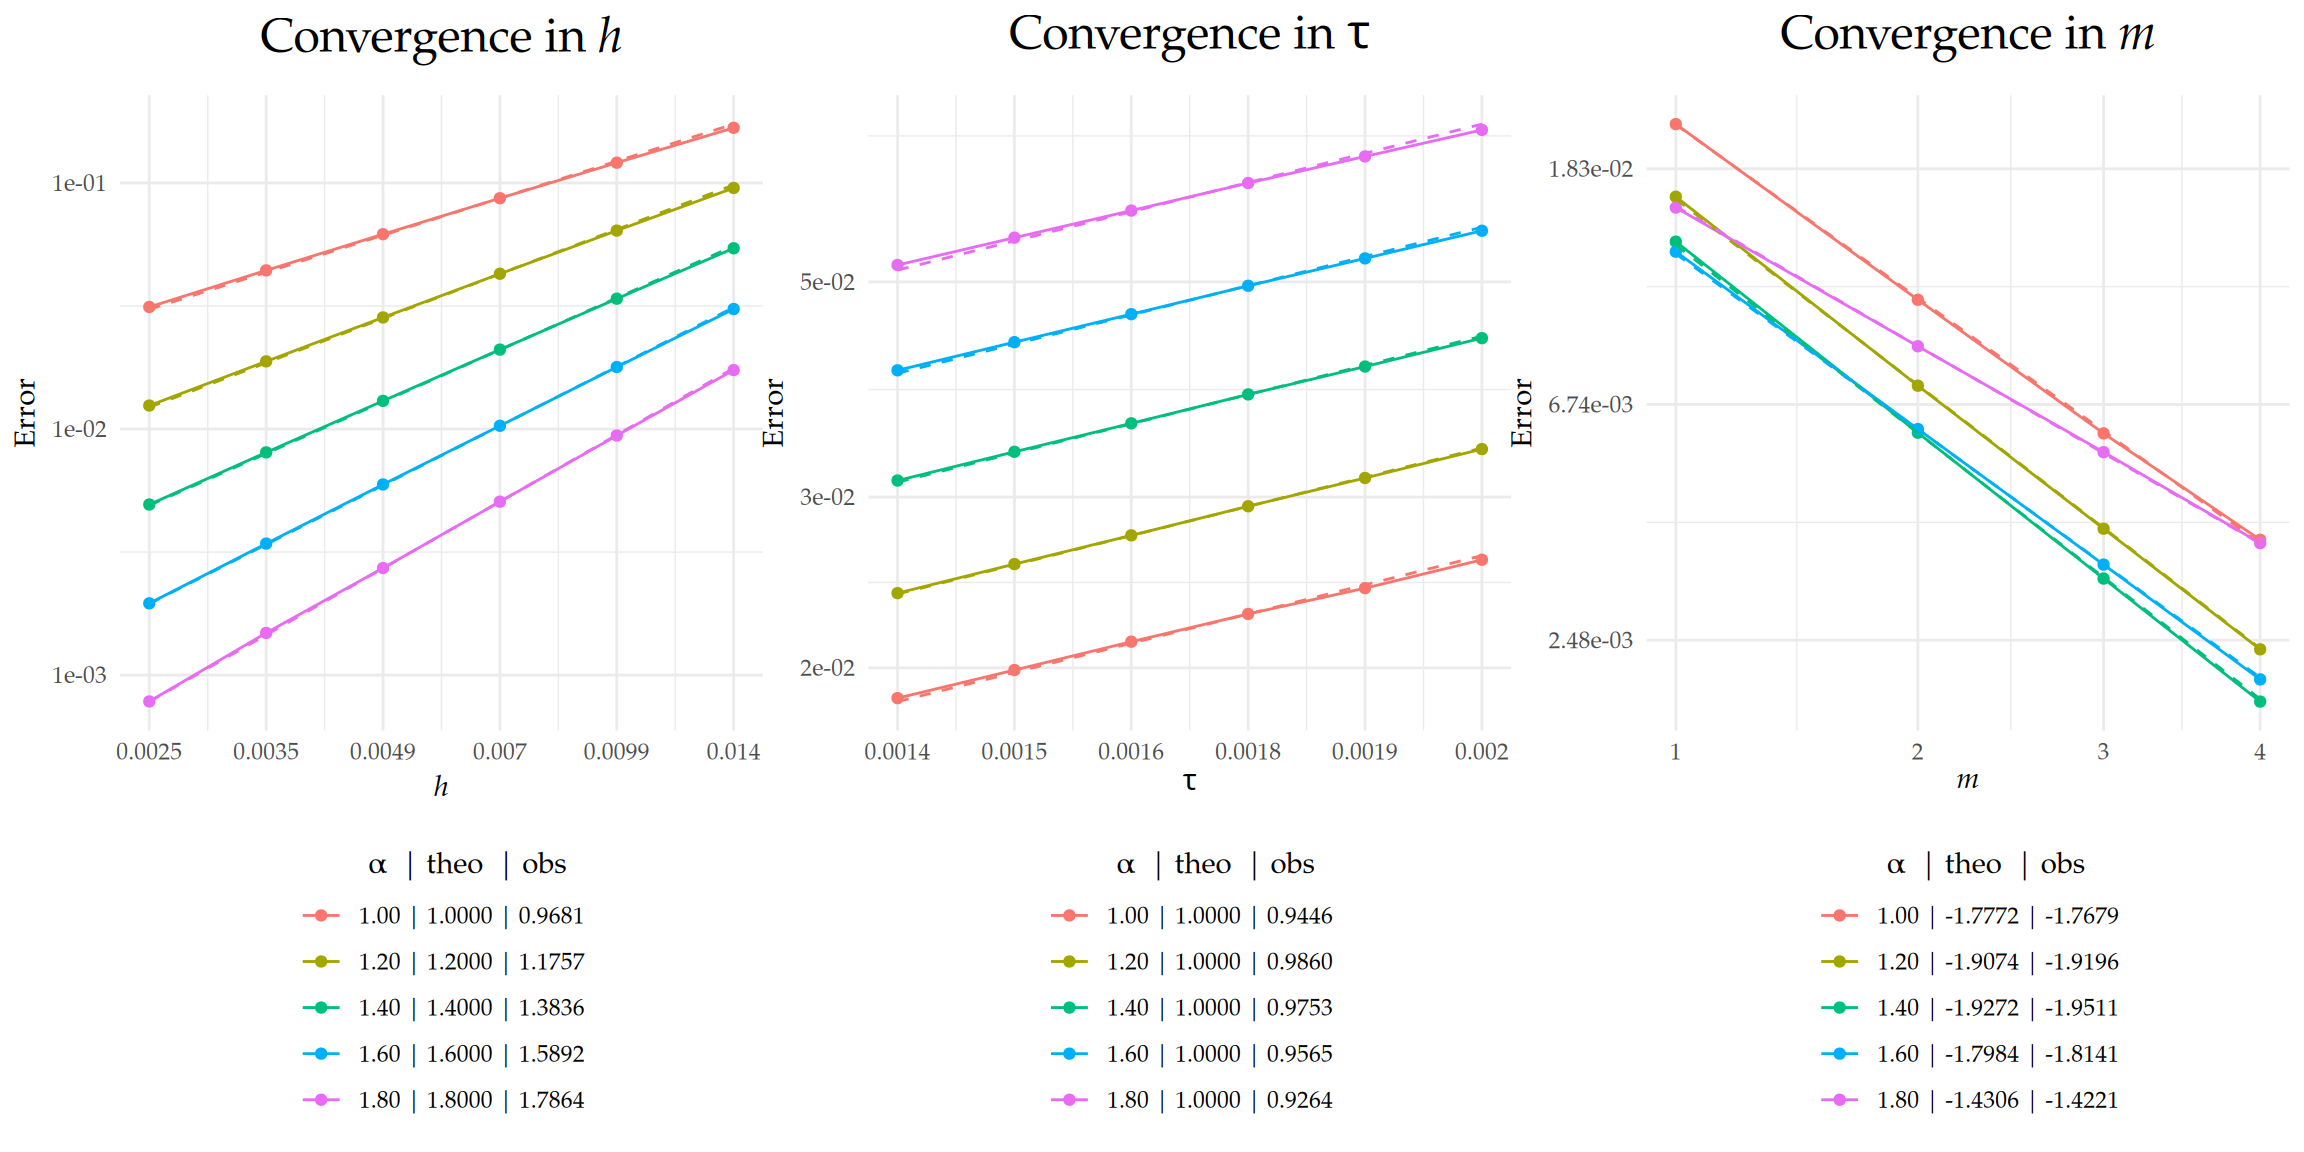 Convergence in h
Error
1e-01
1e-02
1e-03
0.0025 0.0035 0.0049 0.007 0.0099 0.014
h
α | theo | obs
1.00 | 1.0000 | 0.9681
1.20 | 1.2000 | 1.1757
1.40 | 1.4000 | 1.3836
1.60 | 1.6000 | 1.5892
1.80 | 1.8000 | 1.7864
Convergence in τ
Error
5e-02
3e-02
2e-02
0.0014 0.0015 0.0016 0.0018 0.0019 0.002
τ
α | theo | obs
1.00 | 1.0000 | 0.9446
1.20 | 1.0000 | 0.9860
1.40 | 1.0000 | 0.9753
1.60 | 1.0000 | 0.9565
1.80 | 1.0000 | 0.9264
Convergence in m
Error
1.83e-02
6.74e-03
2.48e-03
1 2 3 4
m
α | theo | obs
1.00 | -1.7772 | -1.7679
1.20 | -1.9074 | -1.9196
1.40 | -1.9272 | -1.9511
1.60 | -1.7984 | -1.8141
1.80 | -1.4306 | -1.4221